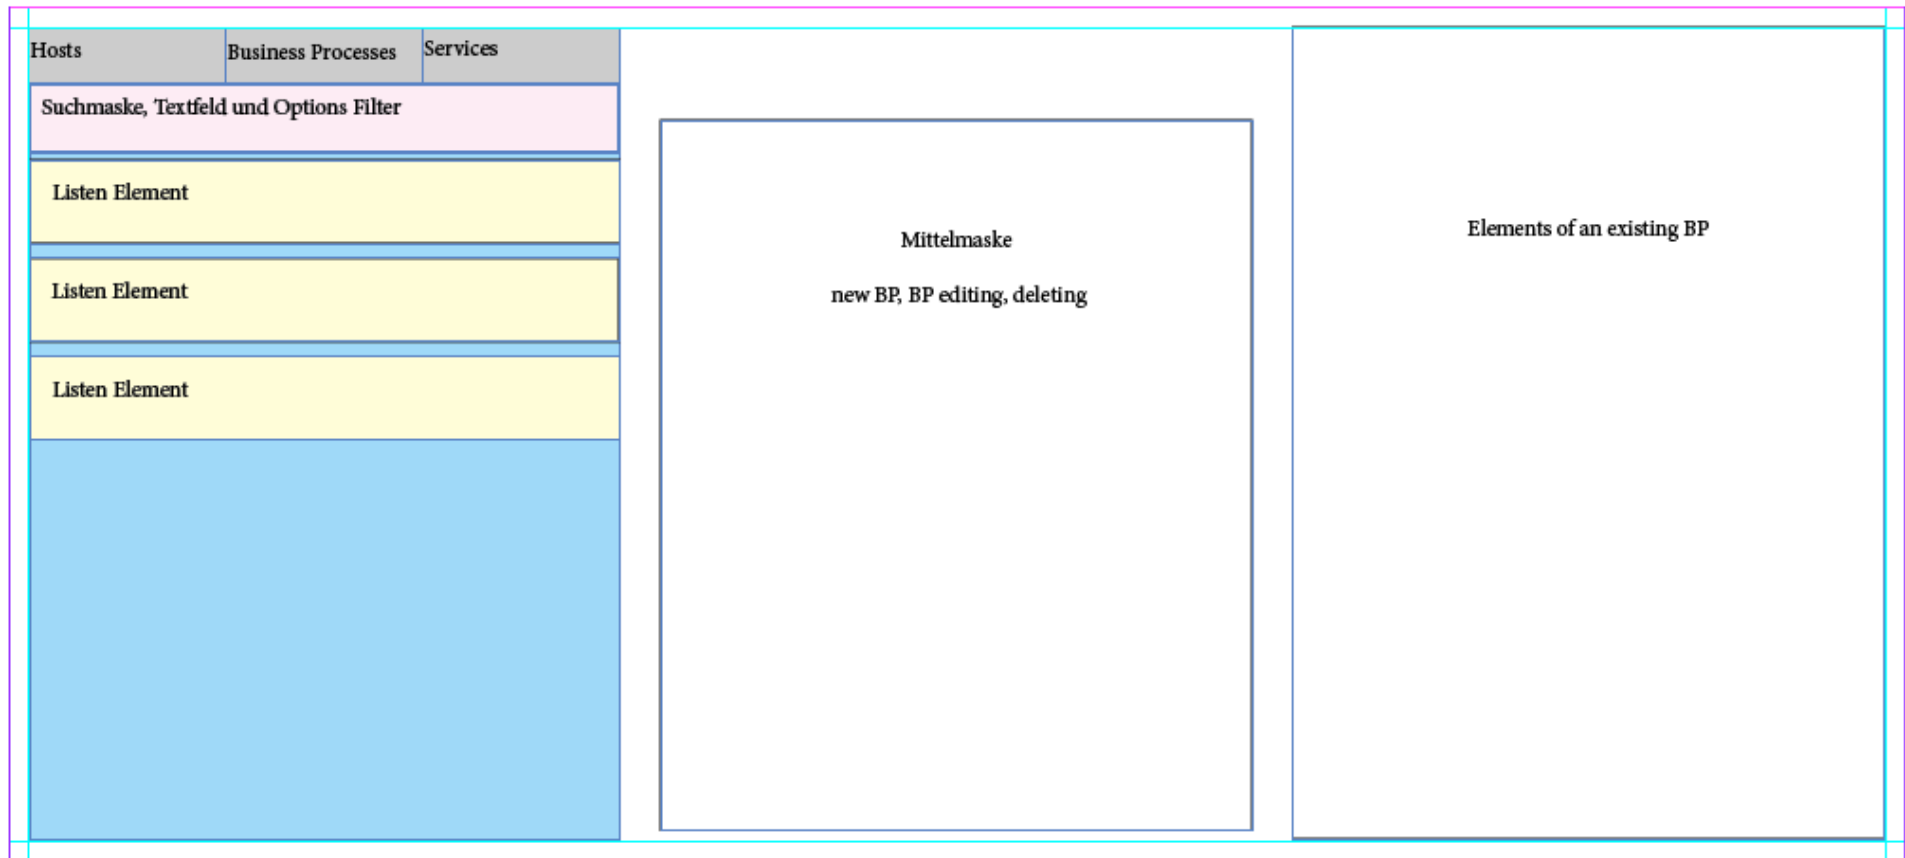 Hosts
Business Processes
Services
Suchmaske, Textfeld und Options Filter
Listen Element
Listen Element
Listen Element
Mittelmaske
new BP, BP editing, deleting
Elements of an existing BP